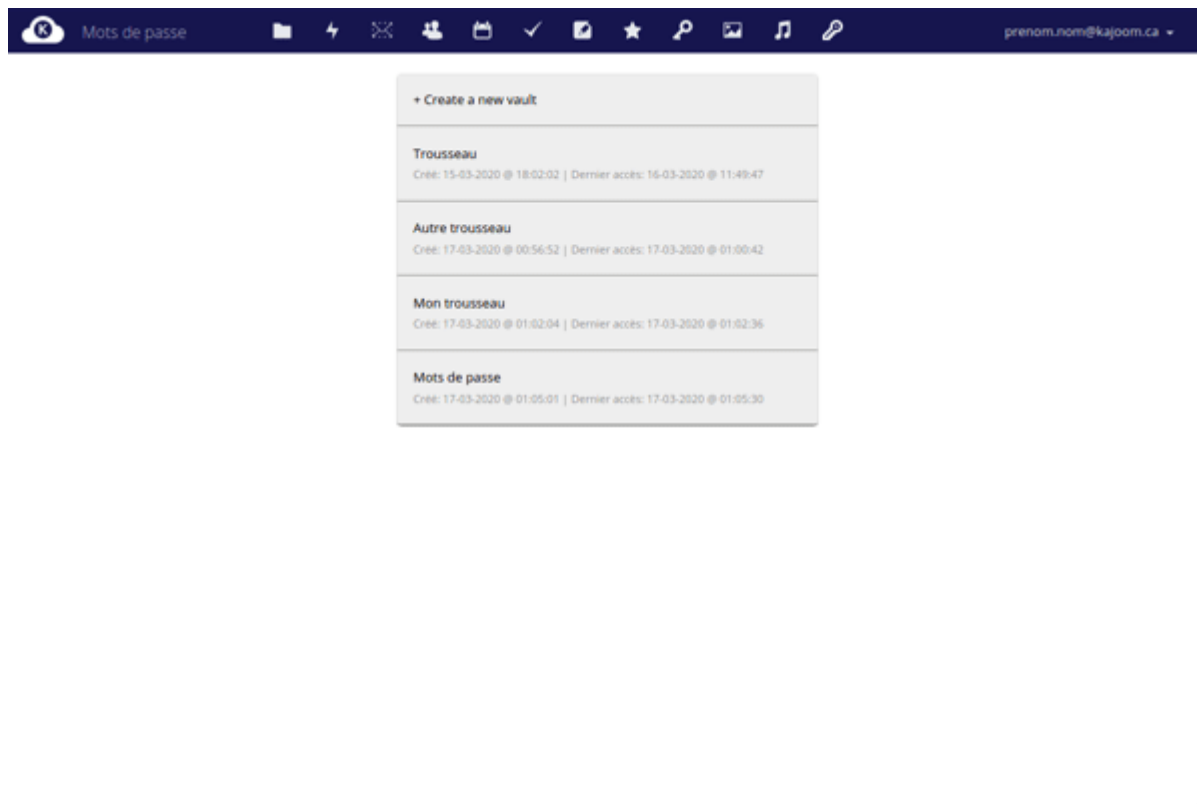 K
Mots de passe
prenom.nom@kajoom.ca
+ Create a new vault
Trousseau
Créé: 15-03-2020 @ 18:02:02 | Dernier accès: 16-03-2020 @ 11:49:47
Autre trousseau
Créé: 17-03-2020 @ 00:56:52 | Dernier accès: 17-03-2020 @ 01:00:42
Mon trousseau
Créé: 17-03-2020 @ 01:02:04 | Dernier accès: 17-03-2020 @ 01:02:36
Mots de passe
Créé: 17-03-2020 @ 01:05:01 | Dernier accès: 17-03-2020 @ 01:05:30